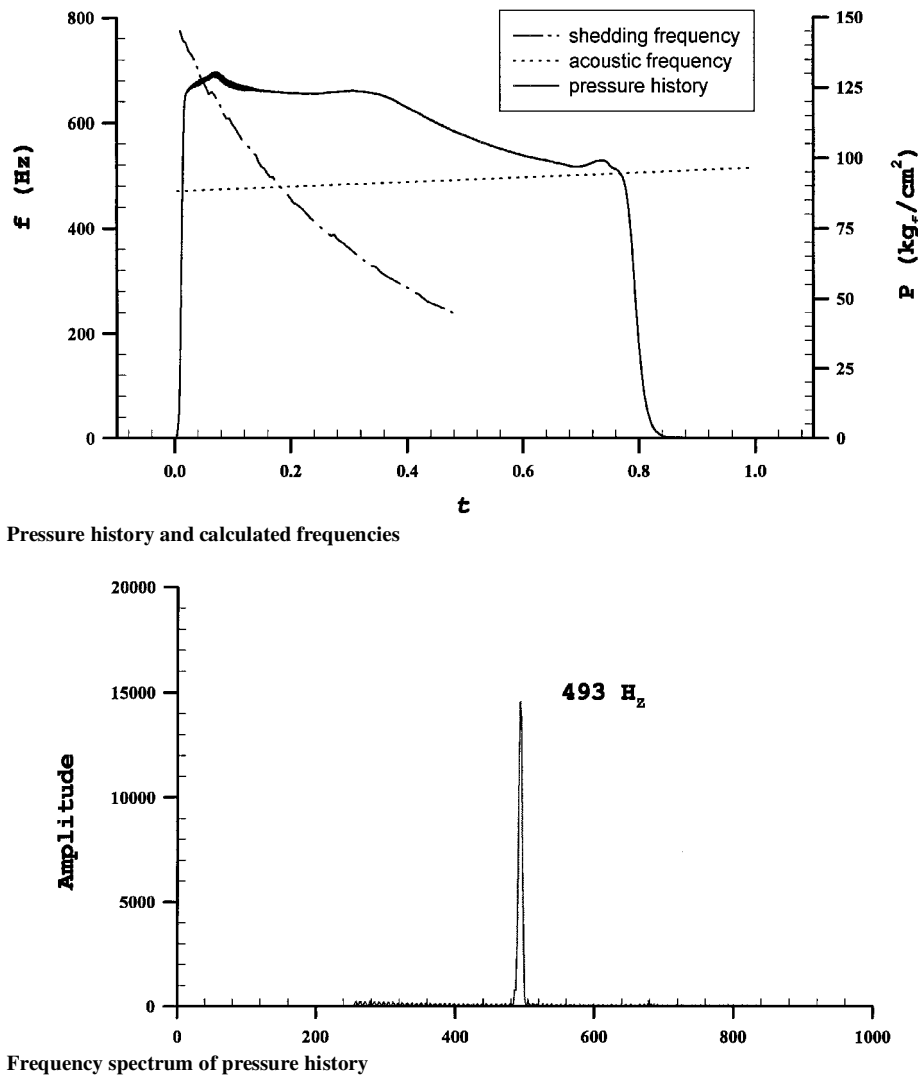 800
600
400
200
0
f (Hz)
shedding frequency
acoustic frequency
pressure history
150
125
100
75
50
25
0
P (kgf/cm2)
0.0 0.2 0.4 0.6 0.8 1.0
t
Pressure history and calculated frequencies
20000
15000
10000
5000
0
Amplitude
493 Hz
0 200 400 600 800 1000
Frequency spectrum of pressure history